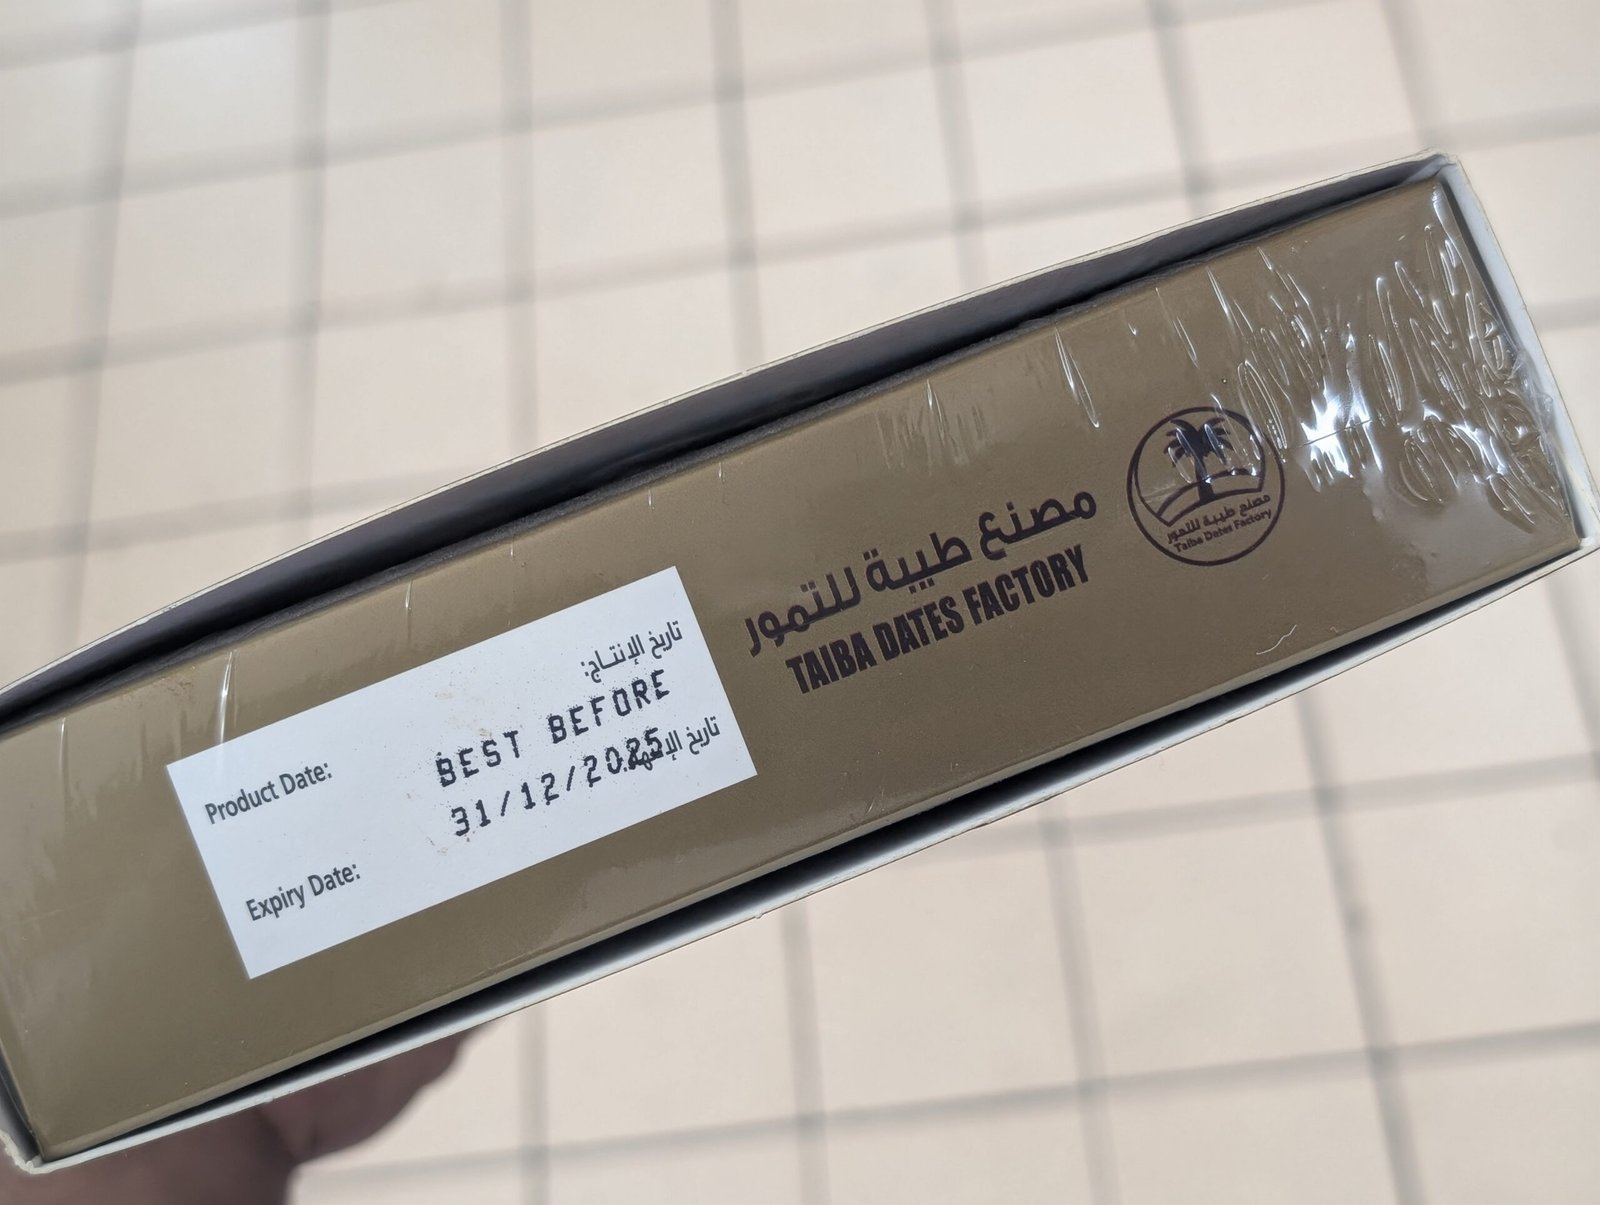 مصنع طيبة للتمور
TAIBA DATES FACTORY
مصنع طيبة للتمور
Taiba Dates Factory
Product Date:
تاريخ الإنتاج:
BEST BEFORE
31/12/2025
Expiry Date:
تاريخ الإنتهاء: